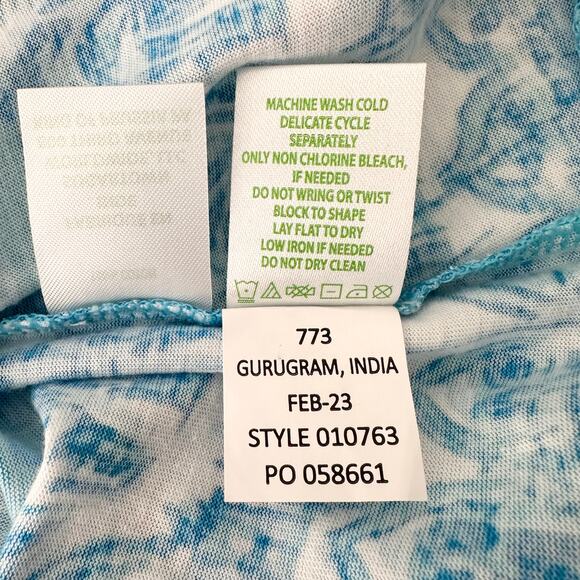 MACHINE WASH COLD
DELICATE CYCLE
SEPARATELY
ONLY NON CHLORINE BLEACH,
IF NEEDED
DO NOT WRING OR TWIST
BLOCK TO SHAPE
LAY FLAT TO DRY
LOW IRON IF NEEDED
DO NOT DRY CLEAN
773
GURUGRAM, INDIA
FEB-23
STYLE 010763
PO 058661